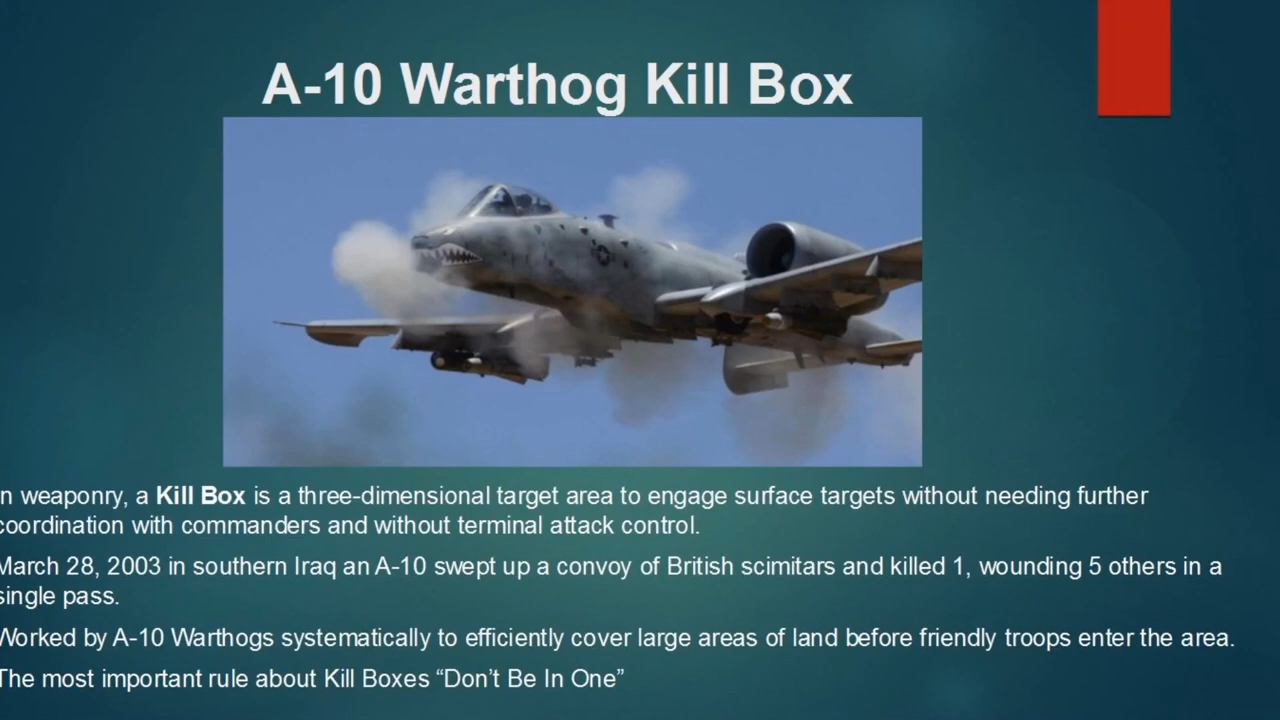 A-10 Warthog Kill Box
n weaponry, a Kill Box is a three-dimensional target area to engage surface targets without needing further
coordination with commanders and without terminal attack control.
March 28, 2003 in southern Iraq an A-10 swept up a convoy of British scimitars and killed 1, wounding 5 others in a
single pass.
Worked by A-10 Warthogs systematically to efficiently cover large areas of land before friendly troops enter the area.
The most important rule about Kill Boxes “Don’t Be In One”